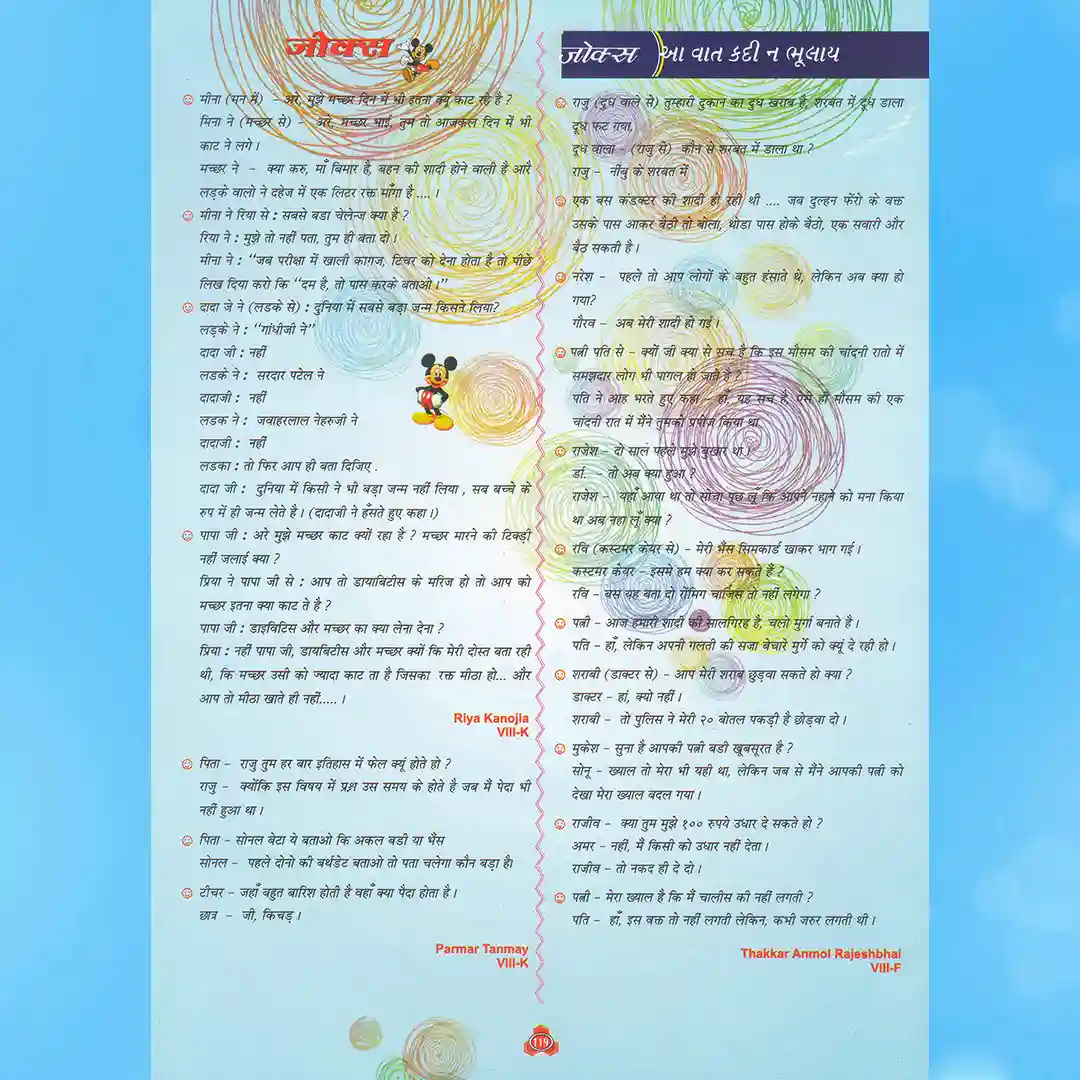 जोक्स
मीना (मन में) - अरे, मुझे मच्छर दिन में भी इतना क्यूँ काट रहे है ?
मिना ने (मच्छर से) - अरे, मच्छर भाई, तुम तो आजकल दिन में भी
काट ने लगे ।
मच्छर ने - क्या करु, माँ बिमार है, बहन की शादी होने वाली है आरै
लड़के वालो ने दहेज में एक लिटर रक्त माँगा है .... ।
मीना ने रिया से : सबसे बडा चेलेन्ज क्या है ?
रिया ने : मुझे तो नहीं पता, तुम ही बता दो ।
मीना ने : “जब परीक्षा में खाली कागज, टिचर को देना होता है तो पीछे
लिख दिया करो कि “दम है, तो पास करके बताओ ।”
दादा जे ने (लडके से) : दुनिया में सबसे बड़ा जन्म किसने लिया?
लड़के ने : “गांधीजी ने”
दादा जी : नहीं
लडके ने : सरदार पटेल ने
दादाजी : नहीं
लडक ने : जवाहरलाल नेहरुजी ने
दादाजी : नहीं
लडका : तो फिर आप ही बता दिजिए .
दादा जी : दुनिया में किसी ने भी बड़ा जन्म नहीं लिया , सब बच्चे के
रुप में ही जन्म लेते है । (दादाजी ने हँसते हुए कहा ।)
पापा जी : अरे मुझे मच्छर काट क्यों रहा है ? मच्छर मारने की टिक्ड़ी
नहीं जलाई क्या ?
प्रिया ने पापा जी से : आप तो डायाबिटीस के मरिज हो तो आप को
मच्छर इतना क्या काट ते है ?
पापा जी : डाइविटिस और मच्छर का क्या लेना देना ?
प्रिया : नहीं पापा जी, डायबिटीस और मच्छर क्यों कि मेरी दोस्त बता रही
थी, कि मच्छर उसी को ज्यादा काट ता है जिसका रक्त मीठा हो... और
आप तो मीठा खाते ही नहीं..... ।
Riya Kanojia
VIII-K
पिता - राजु तुम हर बार इतिहास में फेल क्यूं होते हो ?
राजु - क्योंकि इस विषय में प्रश्न उस समय के होते है जब मैं पेदा भी
नहीं हुआ था ।
पिता - सोनल बेटा ये बताओ कि अकल बडी या भैंस
सोनल - पहले दोनो की बर्थडेट बताओ तो पता चलेगा कौन बड़ा है।
टीचर - जहाँ बहुत बारिश होती है वहाँ क्या पैदा होता है ।
छात्र - जी, किचड़ ।
Parmar Tanmay
VIII-K
जोक्स આ વાત કદી ન ભૂલાય
राजु (दुध वाले से) तुम्हारी दुकान का दुध खराब है, शरबत में दूध डाला
दूध फट गया,
दूध वाला - (राजु से) कौन से शरबत में डाला था ?
राजु - नींबु के शरबत में
एक बस कंडक्टर की शादी हो रही थी .... जब दुल्हन फेंरो के वक्त
उसके पास आकर बैठी तो बोला, थोडा पास होके बैठो, एक सवारी और
बैठ सकती है ।
नरेश - पहले तो आप लोगों के बहुत हंसाते थे, लेकिन अब क्या हो
गया?
गौरव - अब मेरी शादी हो गई ।
पत्नी पति से - क्यों जी क्या से सच है कि इस मौसम की चांदनी रातो में
समझदार लोग भी पागल हो जाते है ?
पति ने आह भरते हुए कहा - हाँ, यह सच है, ऐसे ही मौसम की एक
चांदनी रात में मैंने तुमको प्रपीज किया था
राजेश - दो सालं पहले मुझे बुखार था ।
र्डा. - तो अब क्या हुआ ?
राजेश - यहाँ आया था तो सोचा पूछ लूँ कि आपने नहाने को मना किया
था अब नहा लूँ क्या ?
रवि (कस्टमर केयर से) - मेरी भैंस सिमकार्ड खाकर भाग गई ।
कस्टमर केयर - इसमे हम क्या कर सकते है ?
रवि - बस यह बता दो रोंमिग चार्जिस तो नहीं लगेगा ?
पत्नी - आज हमारी शादी की सालगिरह है, चलो मुर्गा बनाते है ।
पति - हाँ, लेकिन अपनी गलती की सजा बेचारे मुर्गे को क्यूं दे रही हो ।
शराबी (डाक्टर से) - आप मेरी शराब छुड़वा सकते हो क्या ?
डाक्टर - हां, क्यो नहीं ।
शराबी - तो पुलिस ने मेरी २० बोतल पकड़ी है छोड़वा दो ।
मुकेश - सुना है आपकी पत्नी बडी खूबसूरत है ?
सोनू - ख्याल तो मेरा भी यही था, लेकिन जब से मैंने आपकी पत्नी को
देखा मेरा ख्याल बदल गया ।
राजीव - क्या तुम मुझे १०० रुपये उधार दे सकते हो ?
अमर - नहीं, मै किसी को उधार नहीं देता ।
राजीव - तो नकद ही दे दो ।
पत्नी - मेरा ख्याल है कि मैं चालीस की नहीं लगती ?
पति - हाँ, इस वक्त तो नहीं लगती लेकिन, कभी जरुर लगती थी ।
Thakkar Anmol Rajeshbhai
VIII-F
119